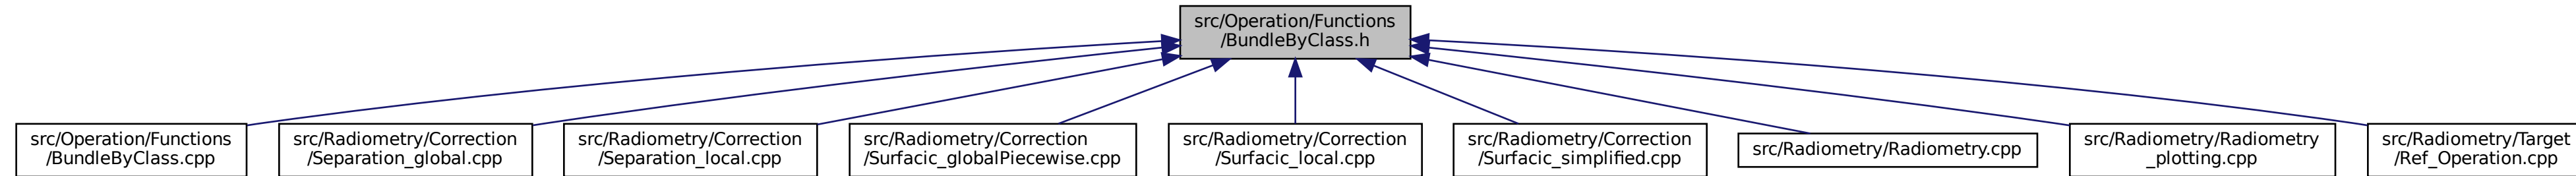 src/Operation/Functions
/BundleByClass.h
src/Operation/Functions
/BundleByClass.cpp
src/Radiometry/Correction
/Separation_global.cpp
src/Radiometry/Correction
/Separation_local.cpp
src/Radiometry/Correction
/Surfacic_globalPiecewise.cpp
src/Radiometry/Correction
/Surfacic_local.cpp
src/Radiometry/Correction
/Surfacic_simplified.cpp
src/Radiometry/Radiometry.cpp
src/Radiometry/Radiometry
_plotting.cpp
src/Radiometry/Target
/Ref_Operation.cpp